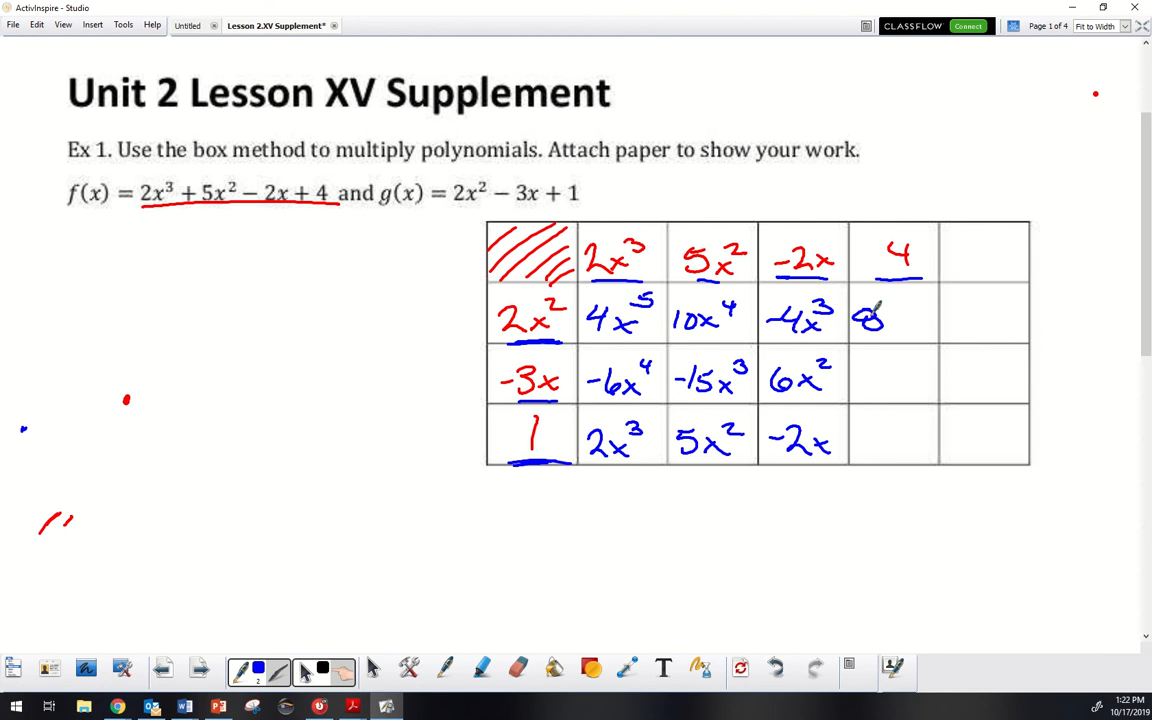 ActivInspire - Studio
File Edit View Insert Tools Help Untitled Lesson 2.XV Supplement* CLASSFLOW Connect Page 1 of 4 Fit to Width
Unit 2 Lesson XV Supplement
Ex 1. Use the box method to multiply polynomials. Attach paper to show your work.
f(x) = 2x³ + 5x² − 2x + 4 and g(x) = 2x² − 3x + 1
2x³ 5x² -2x 4
2x² 4x⁵ 10x⁴ -4x³ 8
-3x -6x⁴ -15x³ 6x²
1 2x³ 5x² -2x
2 T
1:22 PM
10/17/2019